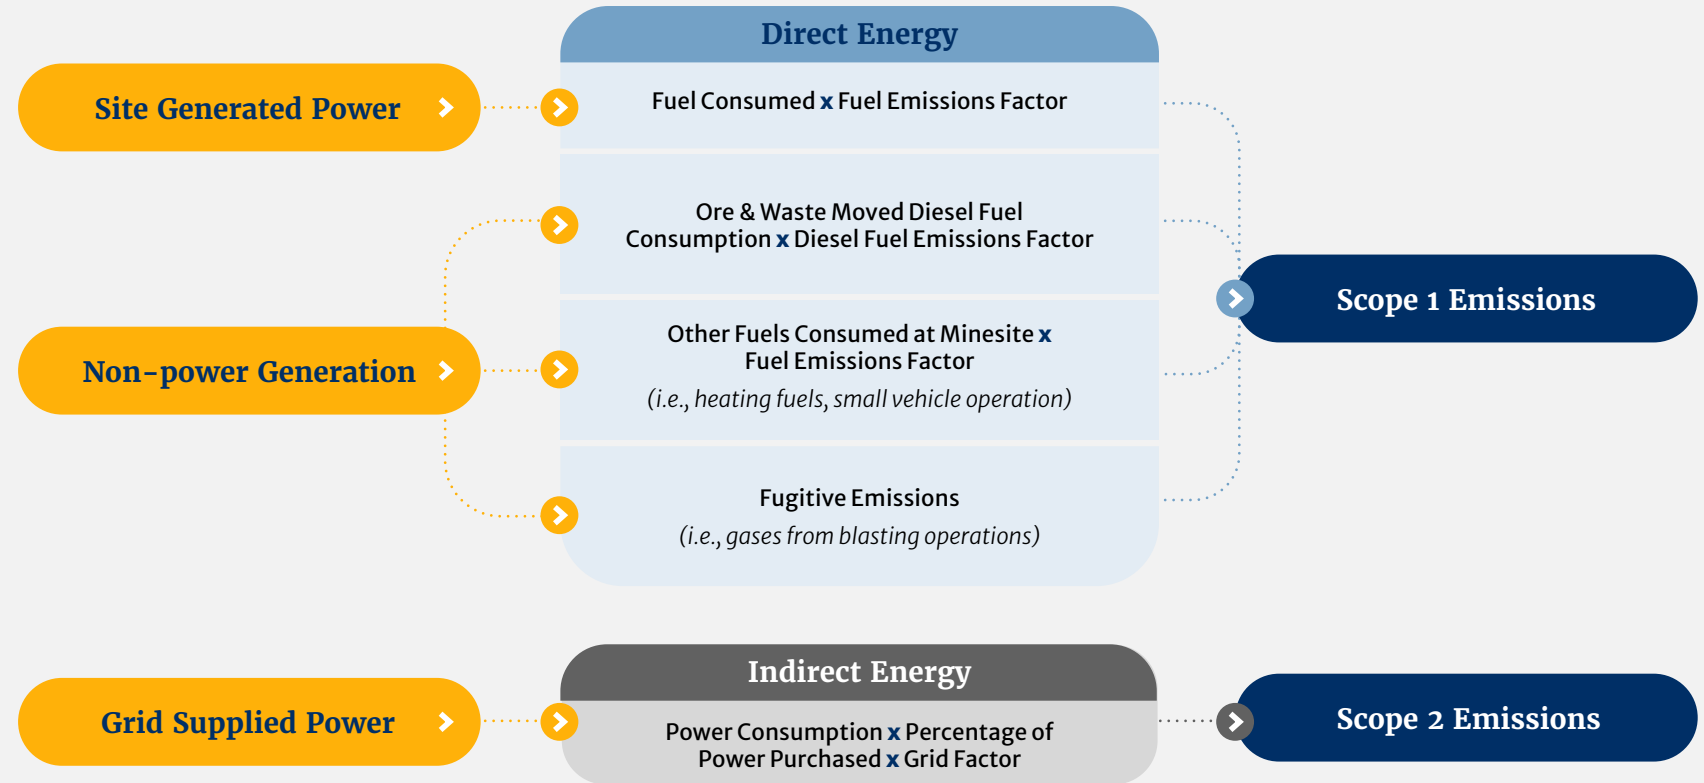 Direct Energy
Site Generated Power
Fuel Consumed x Fuel Emissions Factor
Ore & Waste Moved Diesel Fuel
Consumption x Diesel Fuel Emissions Factor
Non-power Generation
Other Fuels Consumed at Minesite x
Fuel Emissions Factor
(i.e., heating fuels, small vehicle operation)
Fugitive Emissions
(i.e., gases from blasting operations)
Scope 1 Emissions
Indirect Energy
Grid Supplied Power
Power Consumption x Percentage of
Power Purchased x Grid Factor
Scope 2 Emissions